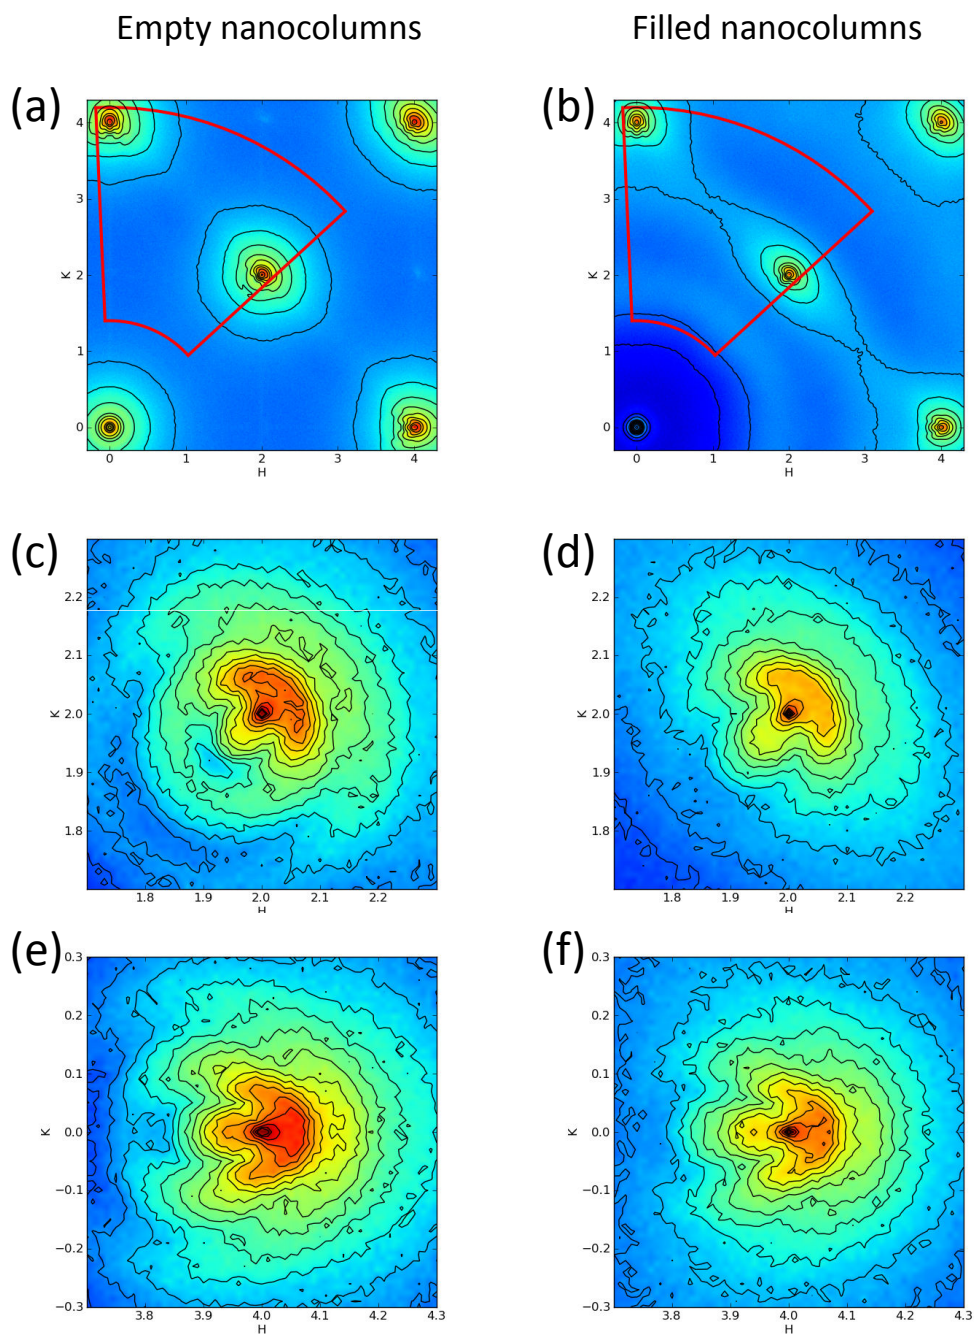 Empty nanocolumns
Filled nanocolumns
(a)
4
3
2
1
0
K
0 1 2 3 4
H
(b)
4
3
2
1
0
K
0 1 2 3 4
H
(c)
2.2
2.1
2.0
1.9
1.8
K
1.8 1.9 2.0 2.1 2.2
H
(d)
2.2
2.1
2.0
1.9
1.8
K
1.8 1.9 2.0 2.1 2.2
H
(e)
0.3
0.2
0.1
0.0
−0.1
−0.2
−0.3
K
3.8 3.9 4.0 4.1 4.2 4.3
H
(f)
0.3
0.2
0.1
0.0
−0.1
−0.2
−0.3
K
3.8 3.9 4.0 4.1 4.2 4.3
H